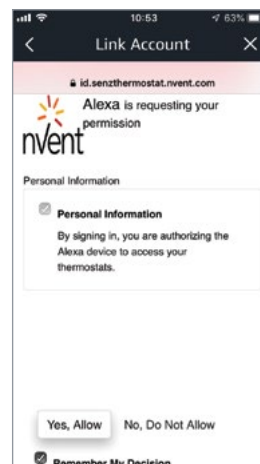 10:53
63%
Link Account
id.senzthermostat.nvent.com
nvent
Alexa is requesting your
permission
Personal Information
Personal Information
By signing in, you are authorizing the
Alexa device to access your
thermostats.
Yes, Allow No, Do Not Allow
Remember My Decision